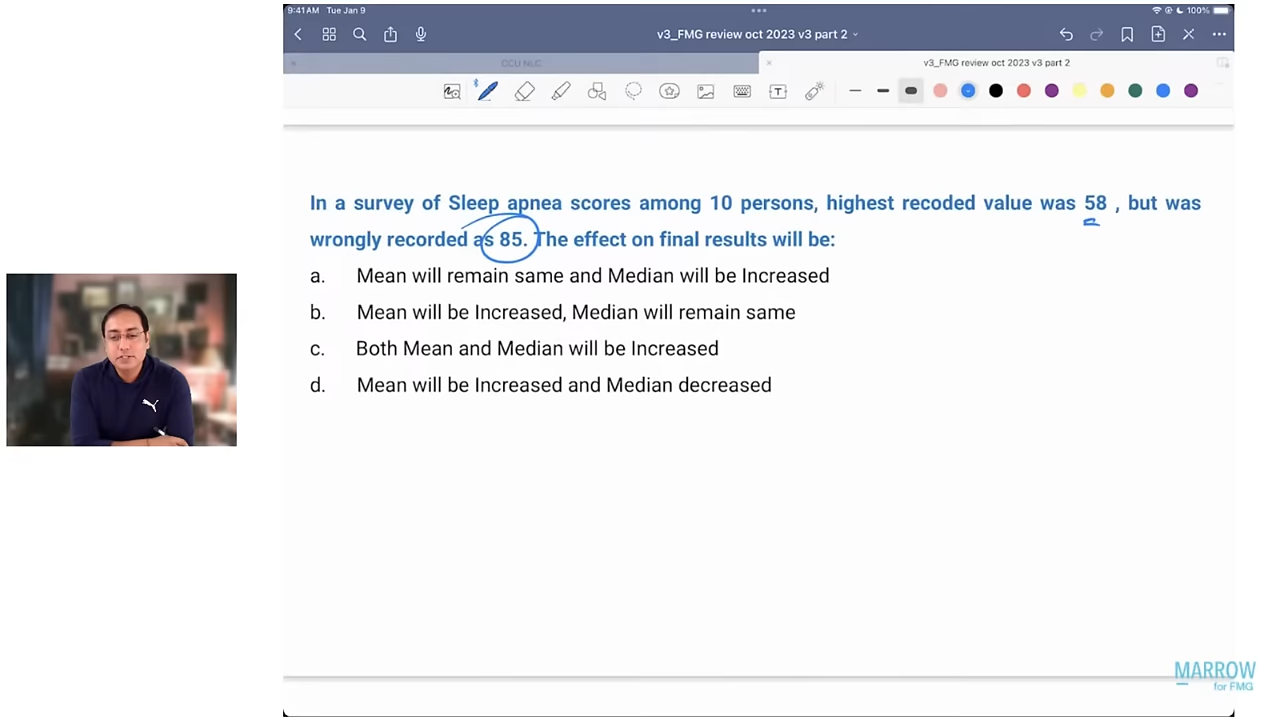 9:41 AM Tue Jan 9
100%
v3_FMG review oct 2023 v3 part 2
CCU NLC
v3_FMG review oct 2023 v3 part 2
T
In a survey of Sleep apnea scores among 10 persons, highest recoded value was 58 , but was
wrongly recorded as 85. The effect on final results will be:
a. Mean will remain same and Median will be Increased
b. Mean will be Increased, Median will remain same
c. Both Mean and Median will be Increased
d. Mean will be Increased and Median decreased
MARROW
for FMG